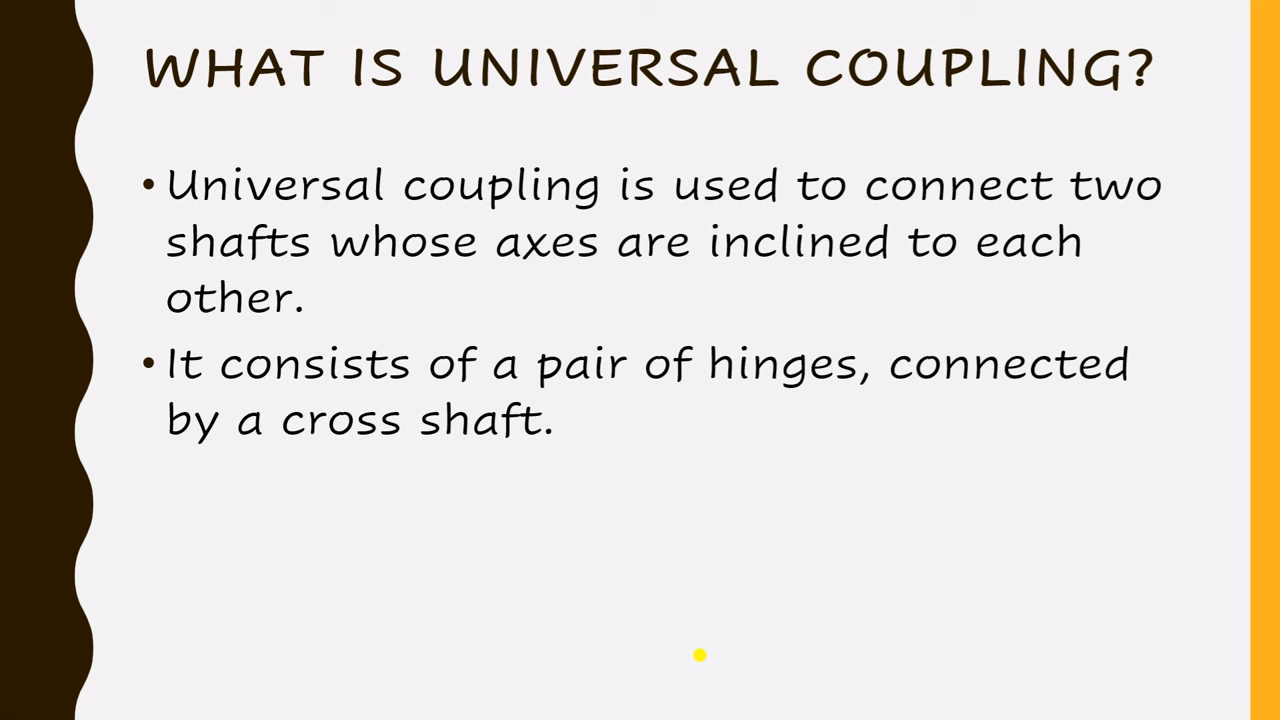 WHAT IS UNIVERSAL COUPLING?
• Universal coupling is used to connect two
shafts whose axes are inclined to each
other.
• It consists of a pair of hinges, connected
by a cross shaft.